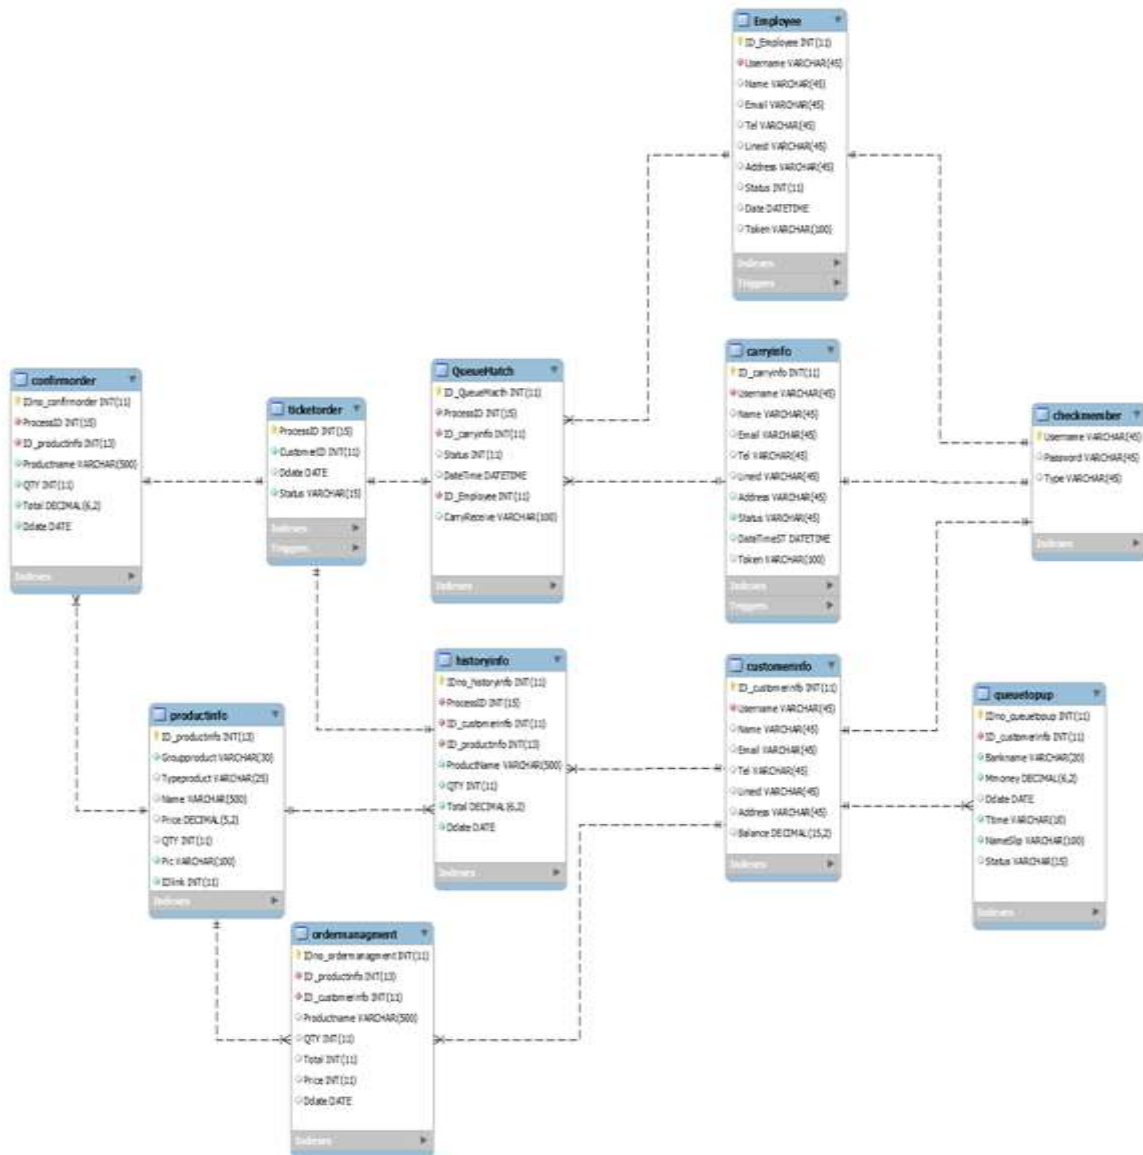 Employee
ID_Employee INT(11)
Username VARCHAR(45)
Name VARCHAR(45)
Email VARCHAR(45)
Tel VARCHAR(45)
LineId VARCHAR(45)
Address VARCHAR(45)
Status INT(11)
Date DATETIME
Token VARCHAR(100)
Indexes
Triggers
confirmorder
IDno_confirmorder INT(11)
ProcessID INT(15)
ID_productinfo INT(13)
Productname VARCHAR(500)
QTY INT(11)
Total DECIMAL(6,2)
Ddate DATE
Indexes
ticketorder
ProcessID INT(15)
CustomerID INT(11)
Ddate DATE
Status VARCHAR(15)
Indexes
Triggers
QueueMatch
ID_QueueMacth INT(11)
ProcessID INT(15)
ID_carryinfo INT(11)
Status INT(11)
DateTime DATETIME
ID_Employee INT(11)
CarryReceive VARCHAR(100)
Indexes
carryinfo
ID_carryinfo INT(11)
Username VARCHAR(45)
Name VARCHAR(45)
Email VARCHAR(45)
Tel VARCHAR(45)
LineId VARCHAR(45)
Address VARCHAR(45)
Status VARCHAR(45)
DateTimeST DATETIME
Token VARCHAR(100)
Indexes
Triggers
checkmember
Username VARCHAR(45)
Password VARCHAR(45)
Type VARCHAR(45)
Indexes
productinfo
ID_productinfo INT(13)
Groupproduct VARCHAR(30)
Typeproduct VARCHAR(25)
Name VARCHAR(500)
Price DECIMAL(5,2)
QTY INT(11)
Pic VARCHAR(100)
IDlink INT(11)
Indexes
historyinfo
IDno_historyinfo INT(11)
ProcessID INT(15)
ID_customerinfo INT(11)
ID_productinfo INT(13)
ProductName VARCHAR(500)
QTY INT(11)
Total DECIMAL(6,2)
Ddate DATE
Indexes
customerinfo
ID_customerinfo INT(11)
Username VARCHAR(45)
Name VARCHAR(45)
Email VARCHAR(45)
Tel VARCHAR(45)
LineId VARCHAR(45)
Address VARCHAR(45)
Balance DECIMAL(15,2)
Indexes
queuetopup
IDno_queuetopup INT(11)
ID_customerinfo INT(11)
Bankname VARCHAR(20)
Mmoney DECIMAL(6,2)
Ddate DATE
Ttime VARCHAR(10)
NameSlip VARCHAR(100)
Status VARCHAR(15)
Indexes
ordermanagment
IDno_ordermanagment INT(11)
ID_productinfo INT(13)
ID_customerinfo INT(11)
Productname VARCHAR(500)
QTY INT(11)
Total INT(11)
Price INT(11)
Ddate DATE
Indexes